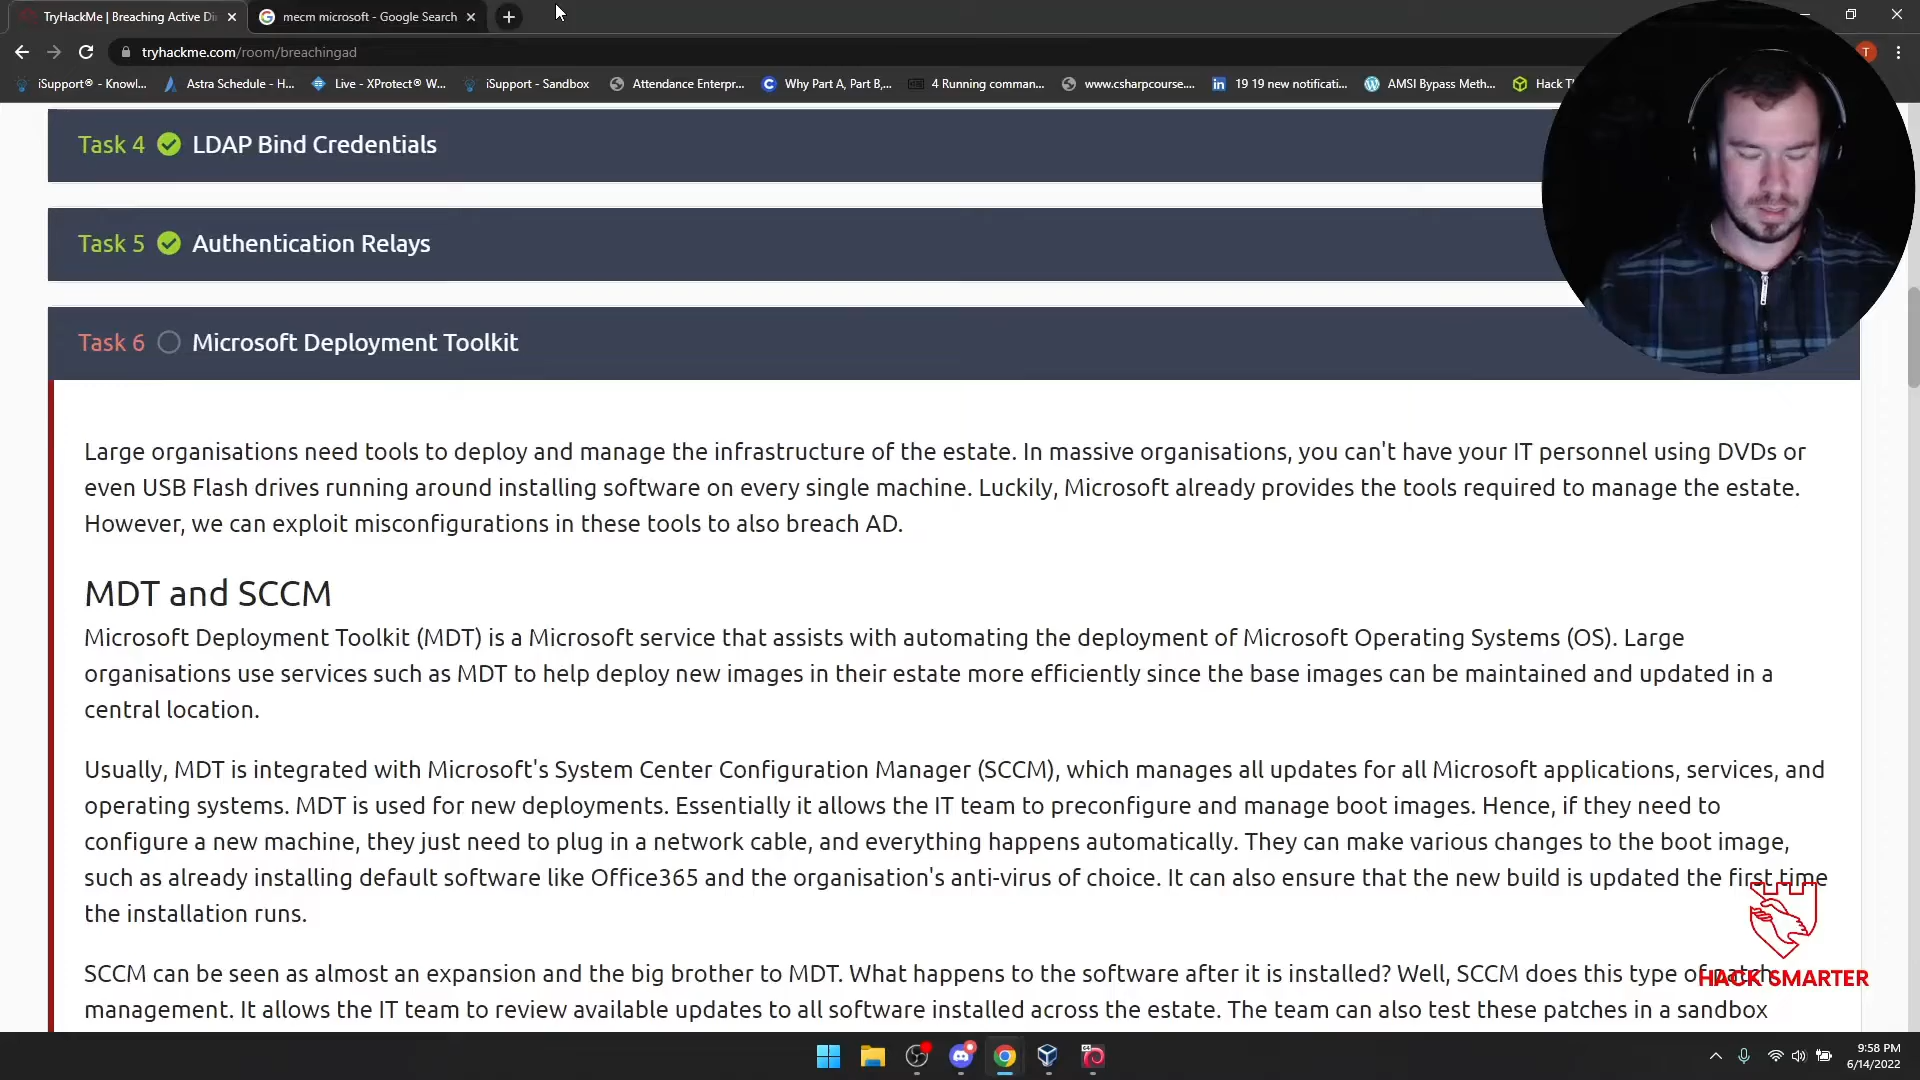 TryHackMe | Breaching Active Di
mecm microsoft - Google Search
tryhackme.com/room/breachingad
T
iSupport® - Knowl...
Astra Schedule - H...
Live - XProtect® W...
iSupport - Sandbox
Attendance Enterpr...
Why Part A, Part B,...
4 Running comman...
www.csharpcourse....
19 19 new notificati...
AMSI Bypass Meth...
Hack T
Task 4 LDAP Bind Credentials
Task 5 Authentication Relays
Task 6 Microsoft Deployment Toolkit
Large organisations need tools to deploy and manage the infrastructure of the estate. In massive organisations, you can't have your IT personnel using DVDs or
even USB Flash drives running around installing software on every single machine. Luckily, Microsoft already provides the tools required to manage the estate.
However, we can exploit misconfigurations in these tools to also breach AD.
MDT and SCCM
Microsoft Deployment Toolkit (MDT) is a Microsoft service that assists with automating the deployment of Microsoft Operating Systems (OS). Large
organisations use services such as MDT to help deploy new images in their estate more efficiently since the base images can be maintained and updated in a
central location.
Usually, MDT is integrated with Microsoft's System Center Configuration Manager (SCCM), which manages all updates for all Microsoft applications, services, and
operating systems. MDT is used for new deployments. Essentially it allows the IT team to preconfigure and manage boot images. Hence, if they need to
configure a new machine, they just need to plug in a network cable, and everything happens automatically. They can make various changes to the boot image,
such as already installing default software like Office365 and the organisation's anti-virus of choice. It can also ensure that the new build is updated the first time
the installation runs.
SCCM can be seen as almost an expansion and the big brother to MDT. What happens to the software after it is installed? Well, SCCM does this type of patch
HACK SMARTER
management. It allows the IT team to review available updates to all software installed across the estate. The team can also test these patches in a sandbox
9:58 PM
6/14/2022